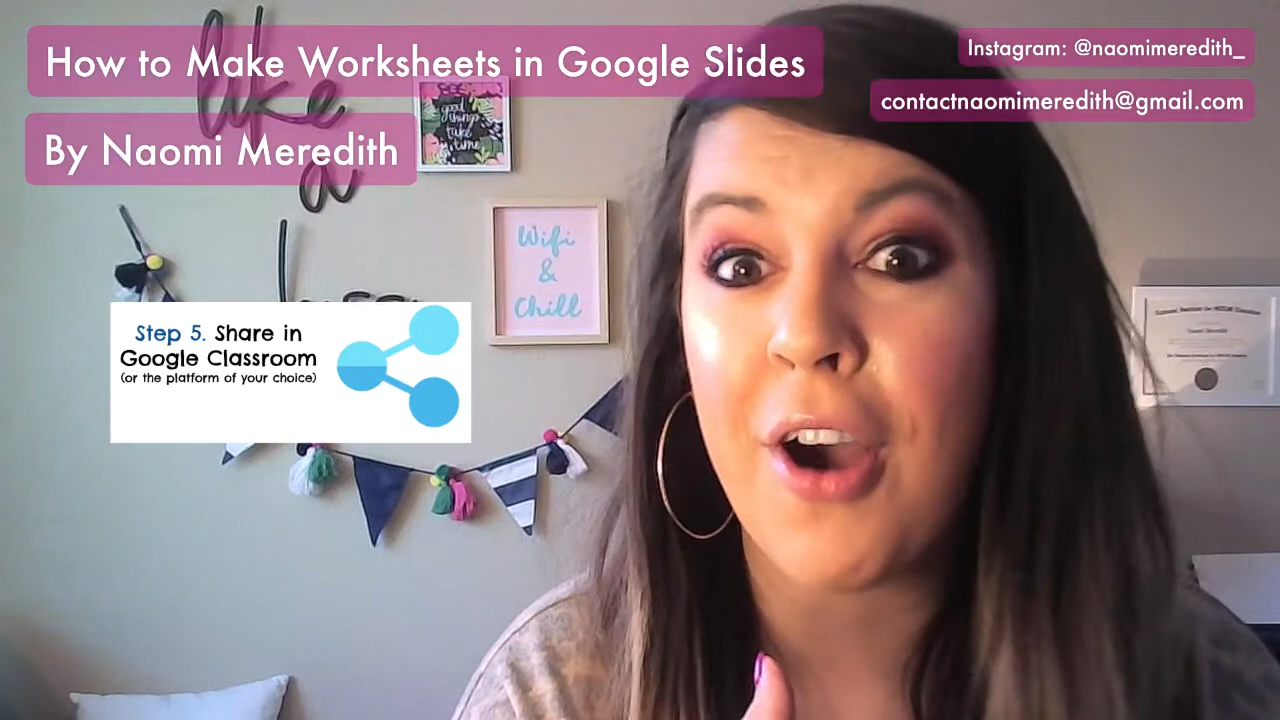 How to Make Worksheets in Google Slides
By Naomi Meredith
Instagram: @naomimeredith_
contactnaomimeredith@gmail.com
like
a
good
things
take
time
Wifi
&
Chill
Step 5. Share in
Google Classroom
(or the platform of your choice)